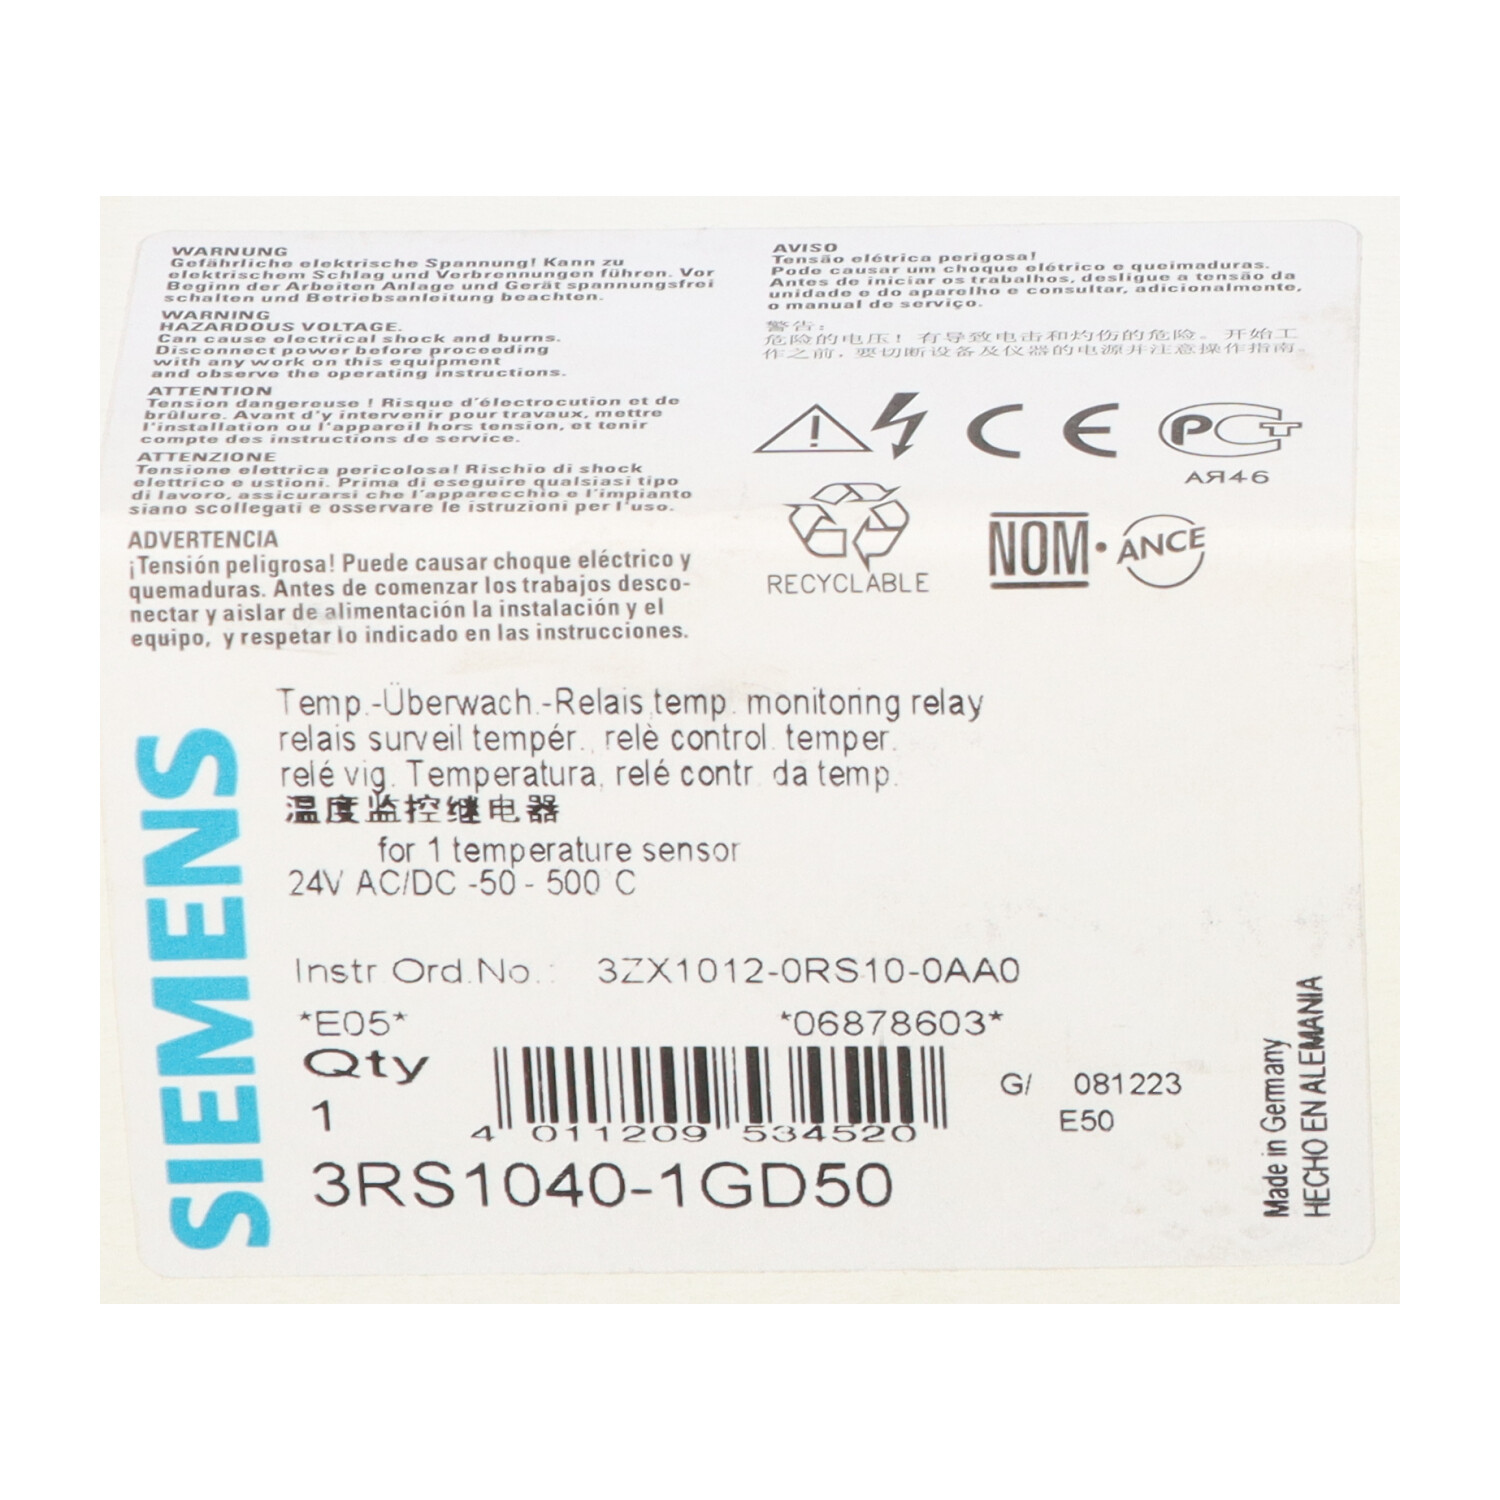 WARNUNG
Gefährliche elektrische Spannung! Kann zu
elektrischem Schlag und Verbrennungen führen. Vor
Beginn der Arbeiten Anlage und Gerät spannungsfrei
schalten und Betriebsanleitung beachten.
WARNING
HAZARDOUS VOLTAGE.
Can cause electrical shock and burns.
Disconnect power before proceeding
with any work on this equipment
and observe the operating instructions.
ATTENTION
Tension dangereuse ! Risque d'électrocution et de
brûlure. Avant d'y intervenir pour travaux, mettre
l'installation ou l'appareil hors tension, et tenir
compte des instructions de service.
ATTENZIONE
Tensione elettrica pericolosa! Rischio di shock
elettrico e ustioni. Prima di eseguire qualsiasi tipo
di lavoro, assicurarsi che l'apparecchio e l'impianto
siano scollegati e osservare le istruzioni per l'uso.
ADVERTENCIA
¡Tensión peligrosa! Puede causar choque eléctrico y
quemaduras. Antes de comenzar los trabajos desco-
nectar y aislar de alimentación la instalación y el
equipo, y respetar lo indicado en las instrucciones.
AVISO
Tensão elétrica perigosa!
Pode causar um choque elétrico e queimaduras.
Antes de iniciar os trabalhos, desligue a tensão da
unidade e do aparelho e consultar, adicionalmente,
o manual de serviço.
警告:
危险的电压! 有导致电击和灼伤的危险。开始工
作之前, 要切断设备及仪器的电源并注意操作指南。
CE
РСТ
АЯ46
RECYCLABLE
NOM·ANCE
SIEMENS
Temp.-Überwach.-Relais,temp. monitoring relay
relais surveil tempér., relè control. temper.
relé vig. Temperatura, relé contr. da temp.
温度监控继电器
for 1 temperature sensor
24V AC/DC -50 - 500°C
Instr Ord.No.: 3ZX1012-0RS10-0AA0
*E05* *06878603*
Qty
1
4 011209 534520
G/ 081223
E50
3RS1040-1GD50
Made in Germany
HECHO EN ALEMANIA